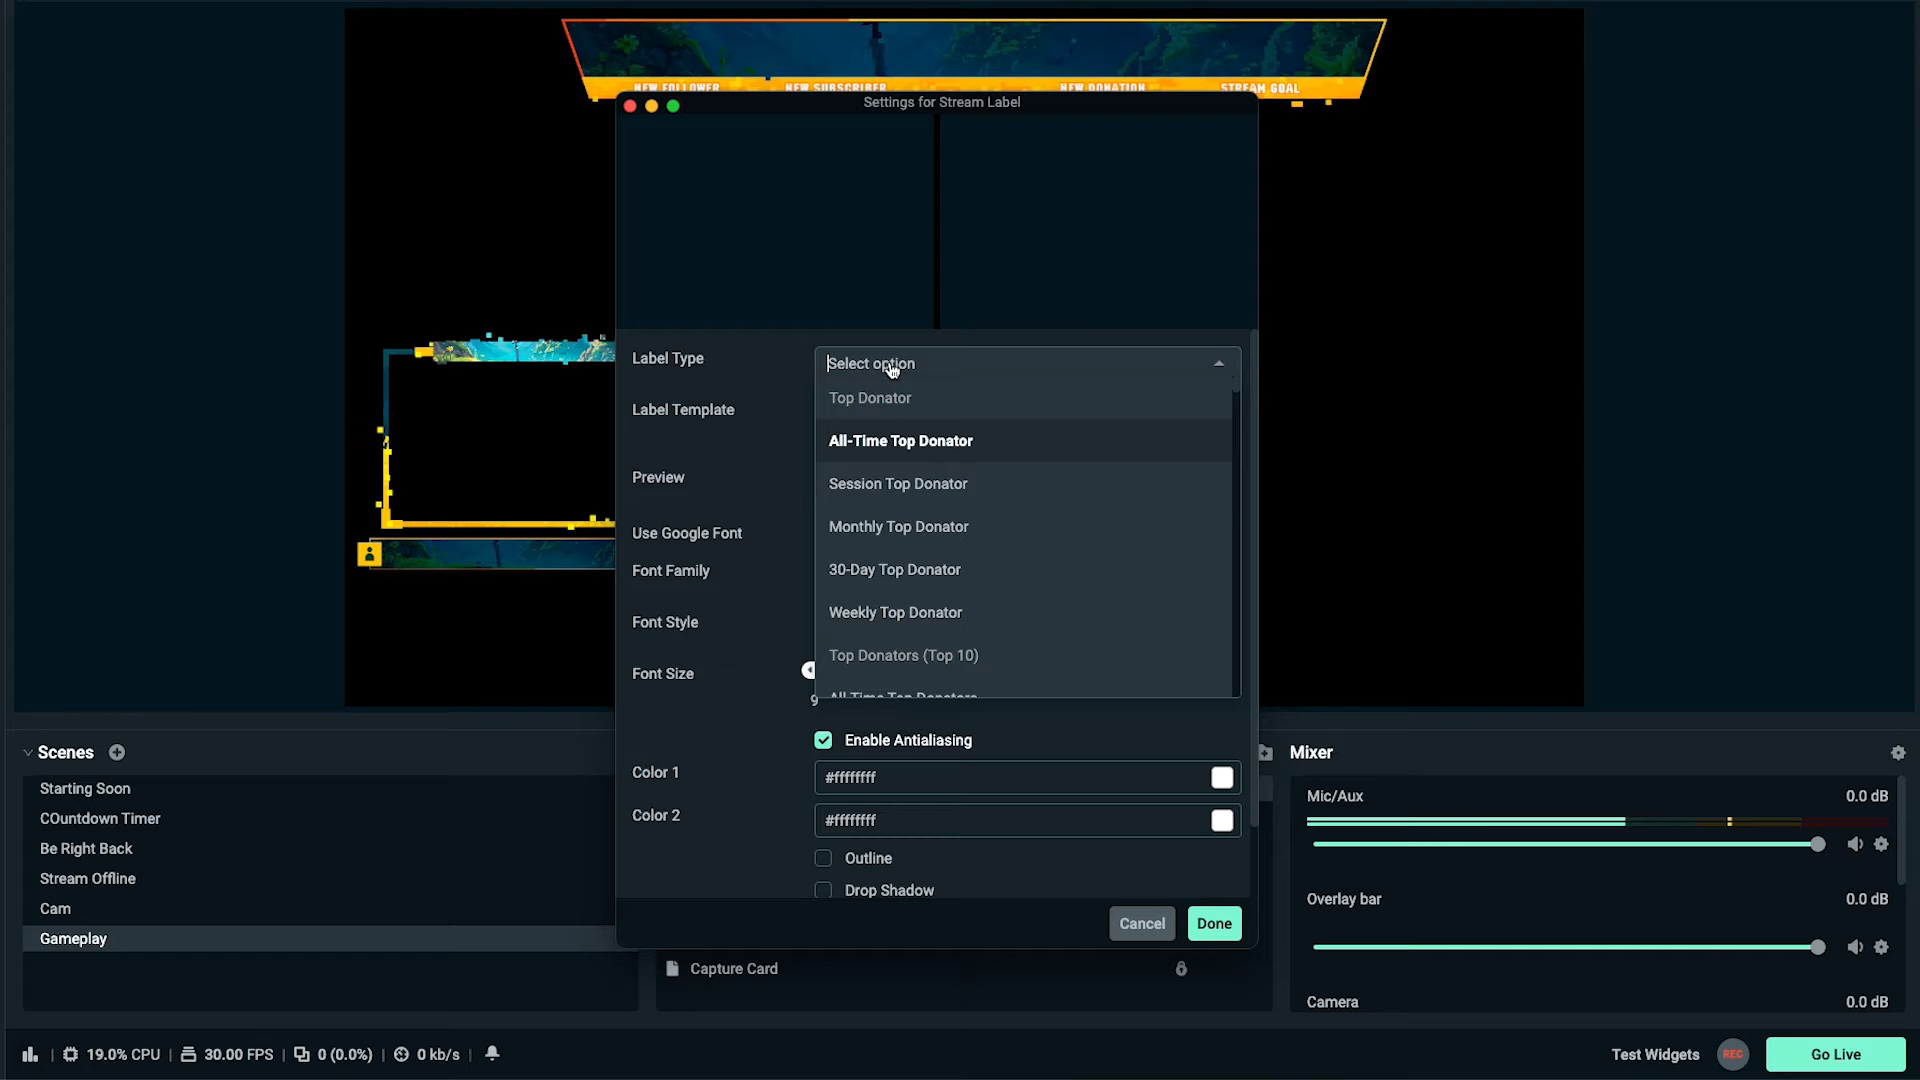 NEW FOLLOWER
NEW SUBSCRIBER
NEW DONATION
STREAM GOAL
Settings for Stream Label
Label Type
Select option
Top Donator
Label Template
All-Time Top Donator
Preview
Session Top Donator
Monthly Top Donator
Use Google Font
Font Family
30-Day Top Donator
Font Style
Weekly Top Donator
Font Size
Top Donators (Top 10)
All-Time Top Donators
9
Enable Antialiasing
Color 1
#ffffffff
Color 2
#ffffffff
Outline
Drop Shadow
Cancel
Done
Scenes
Starting Soon
COuntdown Timer
Be Right Back
Stream Offline
Cam
Gameplay
Capture Card
Mixer
Mic/Aux 0.0 dB
Overlay bar 0.0 dB
Camera 0.0 dB
19.0% CPU 30.00 FPS 0 (0.0%) 0 kb/s
Test Widgets
REC
Go Live